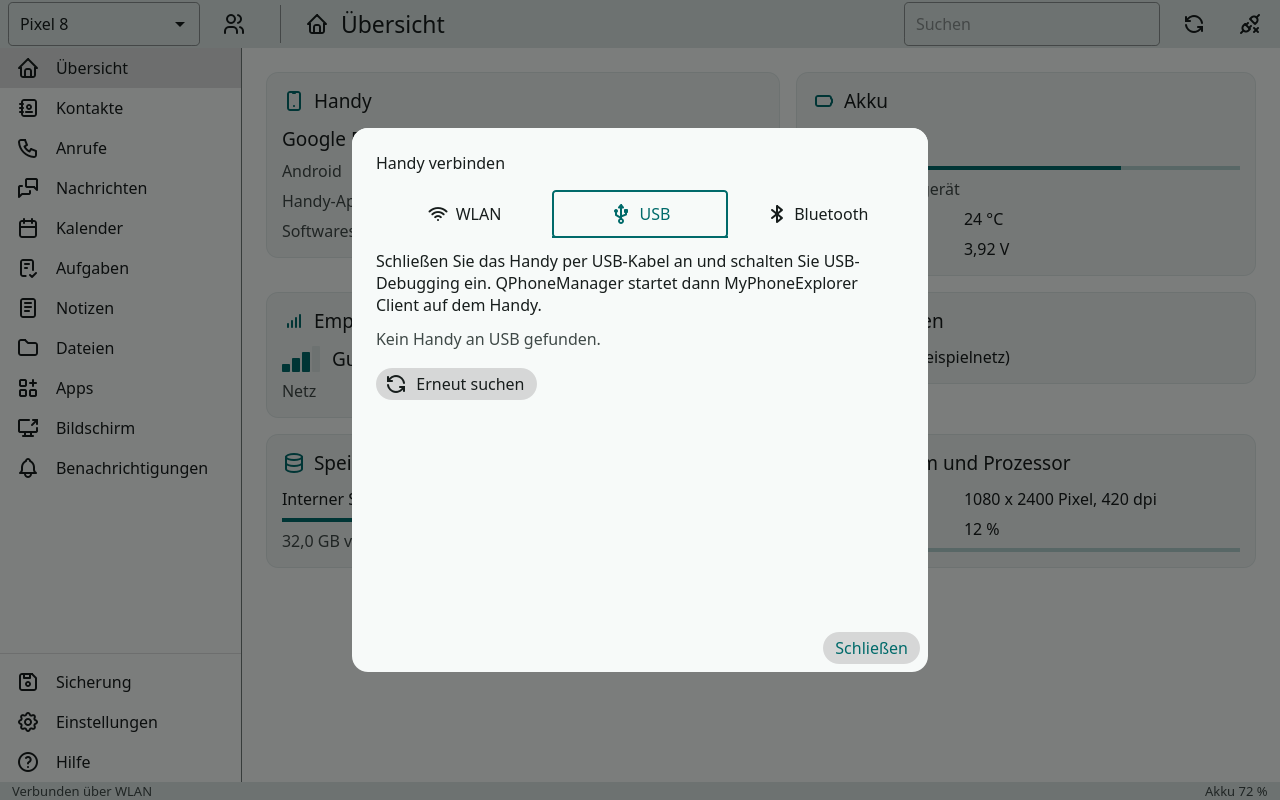 Pixel 8
Übersicht
Suchen
Übersicht
Kontakte
Anrufe
Nachrichten
Kalender
Aufgaben
Notizen
Dateien
Apps
Bildschirm
Benachrichtigungen
Sicherung
Einstellungen
Hilfe
Handy
Google
Android
Handy-Ap
Softwares
Akku
erät
24 °C
3,92 V
Emp
Gu
Netz
en
eispielnetz)
Spei
Interner S
32,0 GB v
m und Prozessor
1080 x 2400 Pixel, 420 dpi
12 %
Handy verbinden
WLAN
USB
Bluetooth
Schließen Sie das Handy per USB-Kabel an und schalten Sie USB-
Debugging ein. QPhoneManager startet dann MyPhoneExplorer
Client auf dem Handy.
Kein Handy an USB gefunden.
Erneut suchen
Schließen
Verbunden über WLAN
Akku 72 %